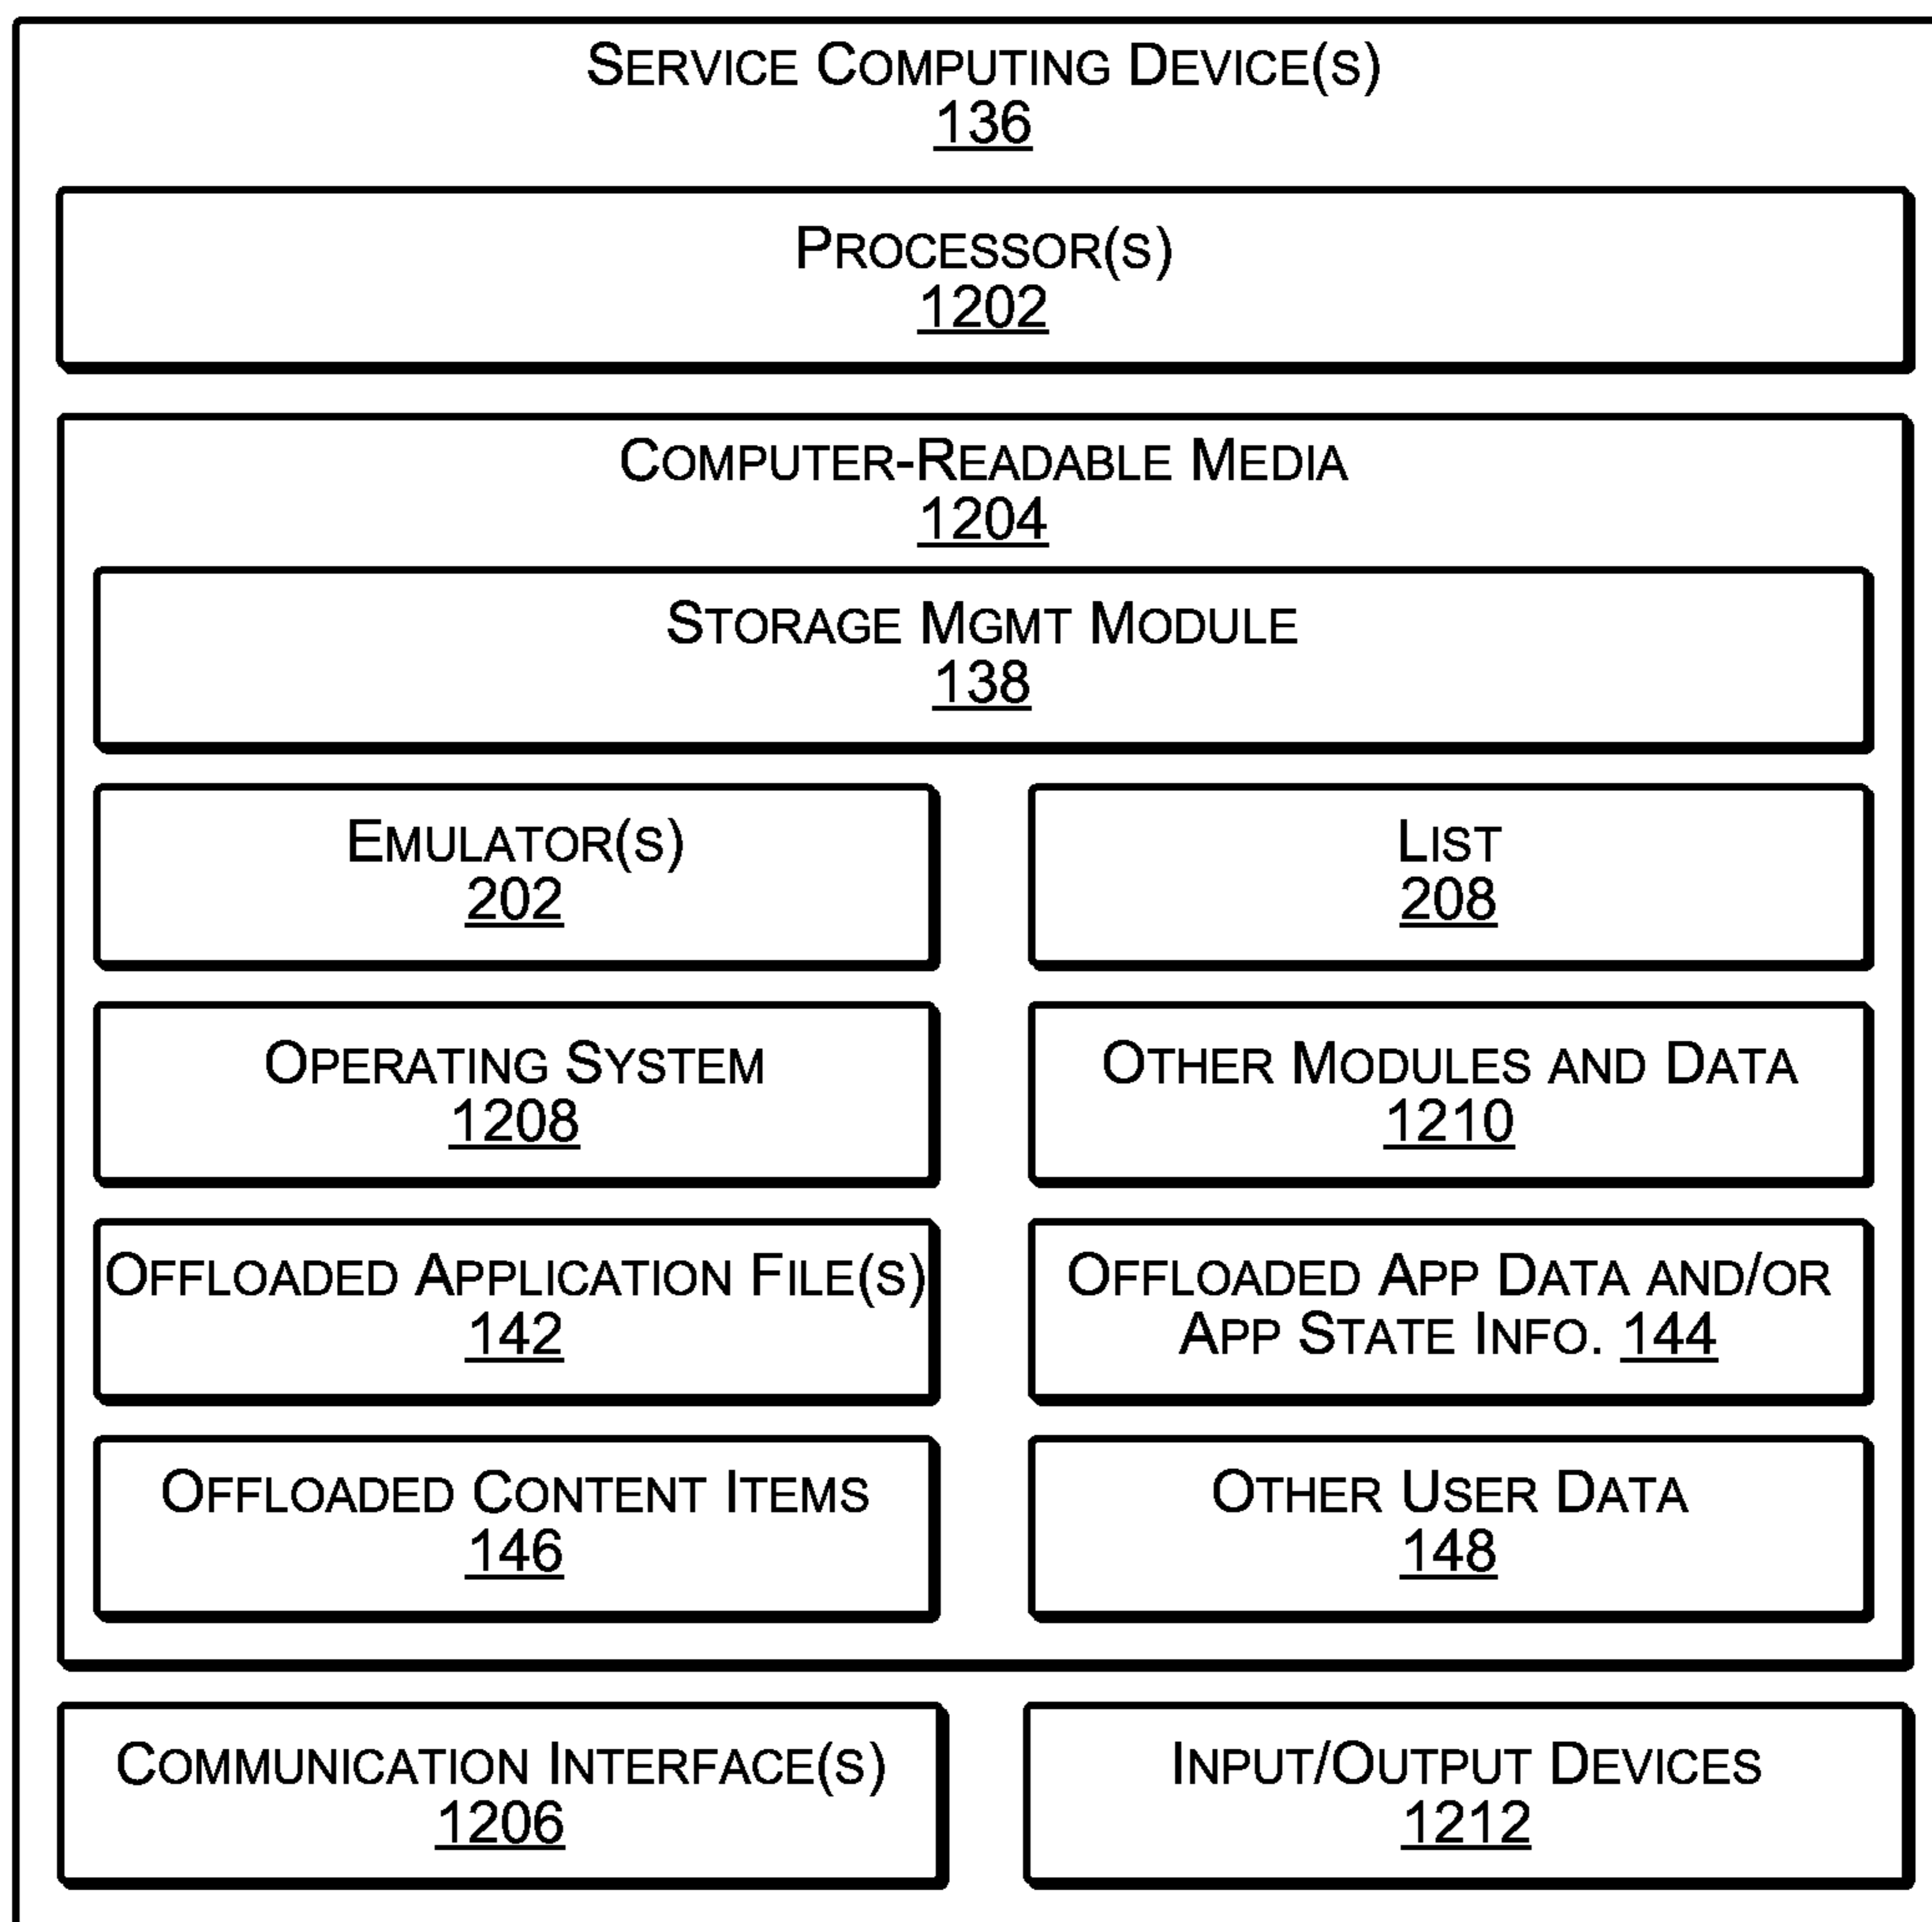 SERVICE COMPUTING DEVICE(S)
136
PROCESSOR(S)
1202
COMPUTER-READABLE MEDIA
1204
STORAGE MGMT MODULE
138
EMULATOR(S)
202
LIST
208
OPERATING SYSTEM
1208
OTHER MODULES AND DATA
1210
OFFLOADED APPLICATION FILE(S)
142
OFFLOADED APP DATA AND/OR
APP STATE INFO. 144
OFFLOADED CONTENT ITEMS
146
OTHER USER DATA
148
COMMUNICATION INTERFACE(S)
1206
INPUT/OUTPUT DEVICES
1212